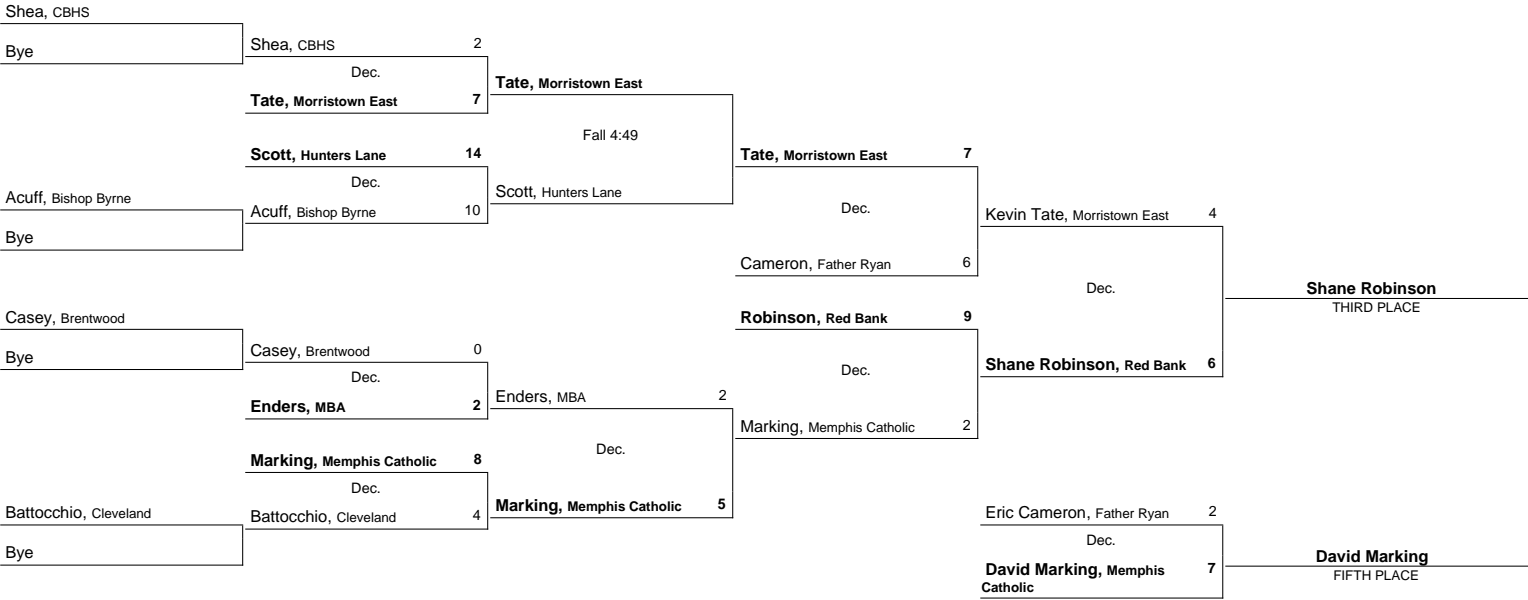 Shea, CBHS
Bye
Shea, CBHS 2
Dec.
Tate, Morristown East 7
Tate, Morristown East
Fall 4:49
Scott, Hunters Lane 14
Dec.
Acuff, Bishop Byrne 10
Acuff, Bishop Byrne
Bye
Scott, Hunters Lane
Tate, Morristown East 7
Dec.
Cameron, Father Ryan 6
Kevin Tate, Morristown East 4
Dec.
Shane Robinson
THIRD PLACE
Casey, Brentwood
Bye
Casey, Brentwood 0
Dec.
Enders, MBA 2
Enders, MBA 2
Dec.
Marking, Memphis Catholic 8
Dec.
Battocchio, Cleveland 4
Battocchio, Cleveland
Bye
Marking, Memphis Catholic 5
Robinson, Red Bank 9
Dec.
Marking, Memphis Catholic 2
Shane Robinson, Red Bank 6
Eric Cameron, Father Ryan 2
Dec.
David Marking, Memphis 7
Catholic
David Marking
FIFTH PLACE